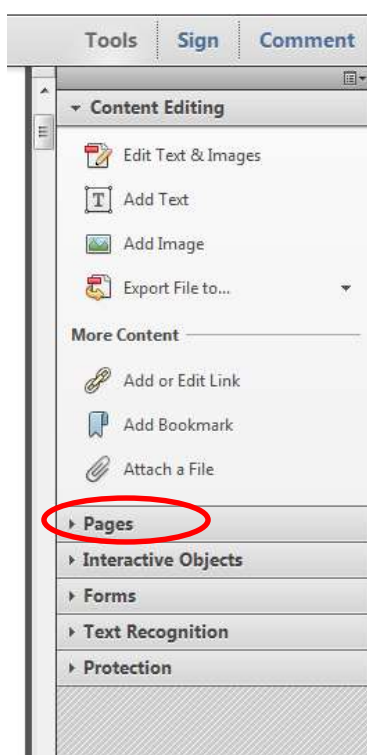 Tools Sign Comment
Content Editing
Edit Text & Images
Add Text
Add Image
Export File to...
More Content
Add or Edit Link
Add Bookmark
Attach a File
Pages
Interactive Objects
Forms
Text Recognition
Protection